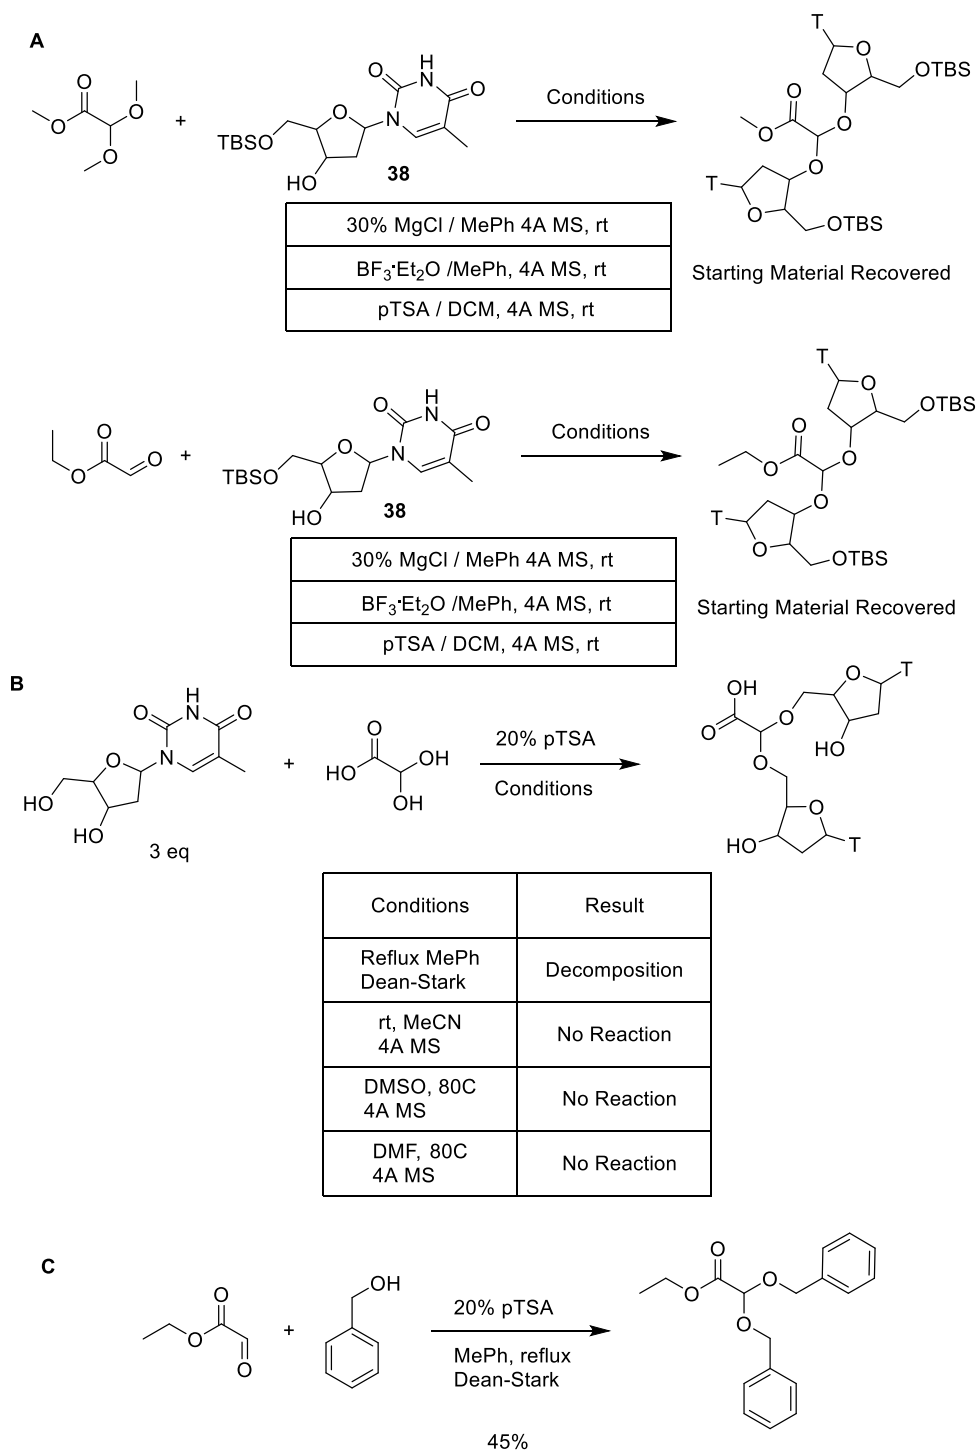 A
T
O
OTBS
O
O
O
+
O
N
H
O
N
TBSO
O
HO
38
Conditions
O
O
O
O
T
O
OTBS
30% MgCl / MePh 4A MS, rt
BF3·Et2O /MePh, 4A MS, rt
pTSA / DCM, 4A MS, rt
Starting Material Recovered
T
O
OTBS
O
O
O
+
O
N
H
O
N
TBSO
O
HO
38
Conditions
O
O
O
O
T
O
OTBS
30% MgCl / MePh 4A MS, rt
BF3·Et2O /MePh, 4A MS, rt
pTSA / DCM, 4A MS, rt
Starting Material Recovered
B
O
N
H
O
N
O
HO
HO
3 eq
+
O
HO
OH
OH
20% pTSA
Conditions
OH
O
O
O
O
T
HO
O
HO
T
Conditions
Result
Reflux MePh
Dean-Stark
Decomposition
rt, MeCN
4A MS
No Reaction
DMSO, 80C
4A MS
No Reaction
DMF, 80C
4A MS
No Reaction
C
O
O
O
+
OH
20% pTSA
MePh, reflux
Dean-Stark
45%
O
O
O
O